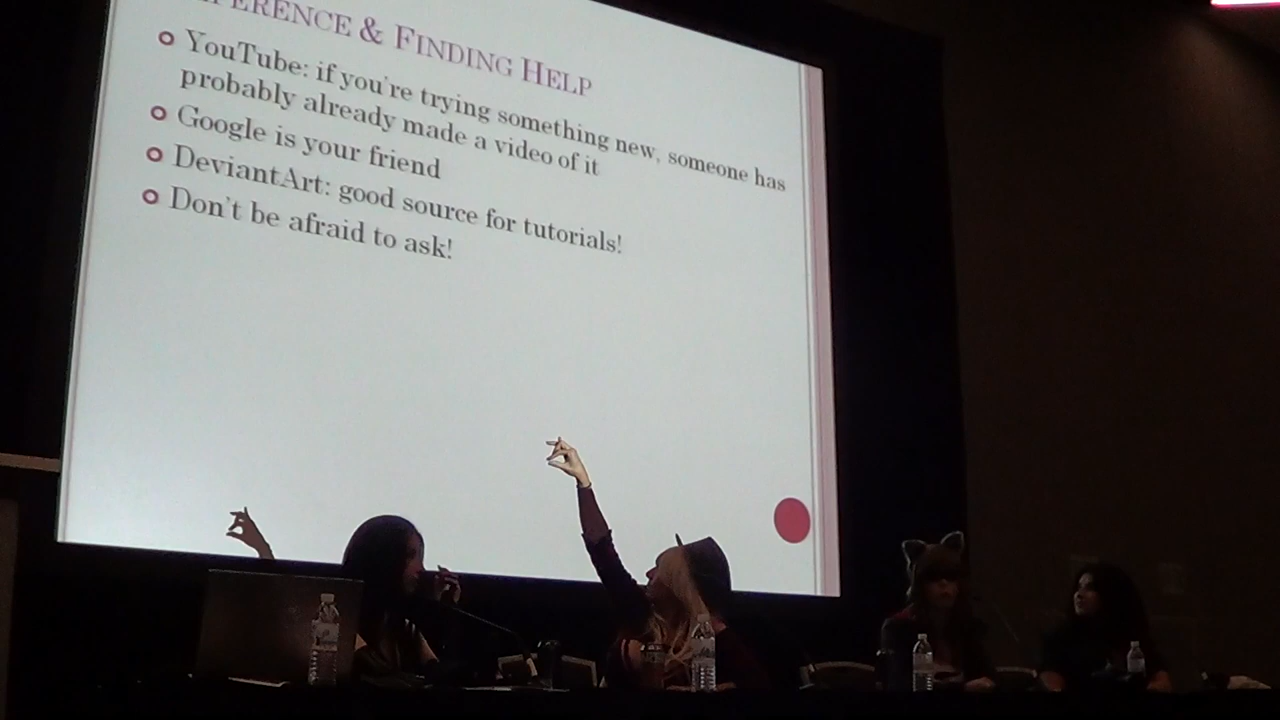 & FINDING HELP
YouTube: if you're trying something new, someone has
probably already made a video of it
Google is your friend
DeviantArt: good source for tutorials!
Don't be afraid to ask!